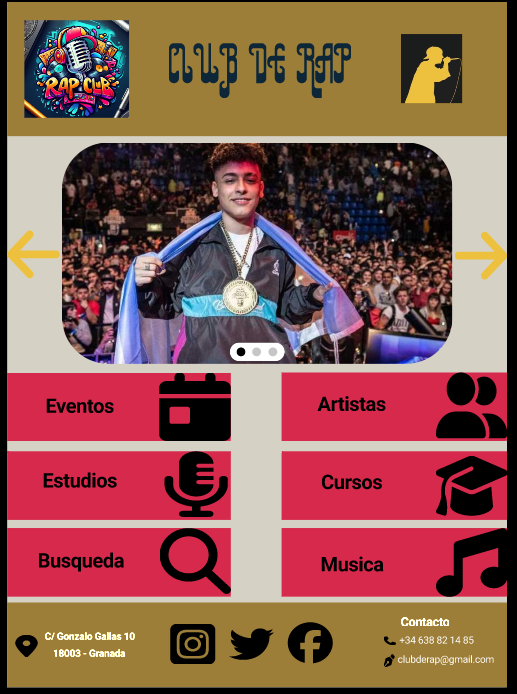 RAP CLUB
CLUB DE RAP
Eventos
Artistas
Estudios
Cursos
Busqueda
Musica
C/ Gonzalo Gallas 10
18003 - Granada
Contacto
+34 638 82 14 85
clubderap@gmail.com